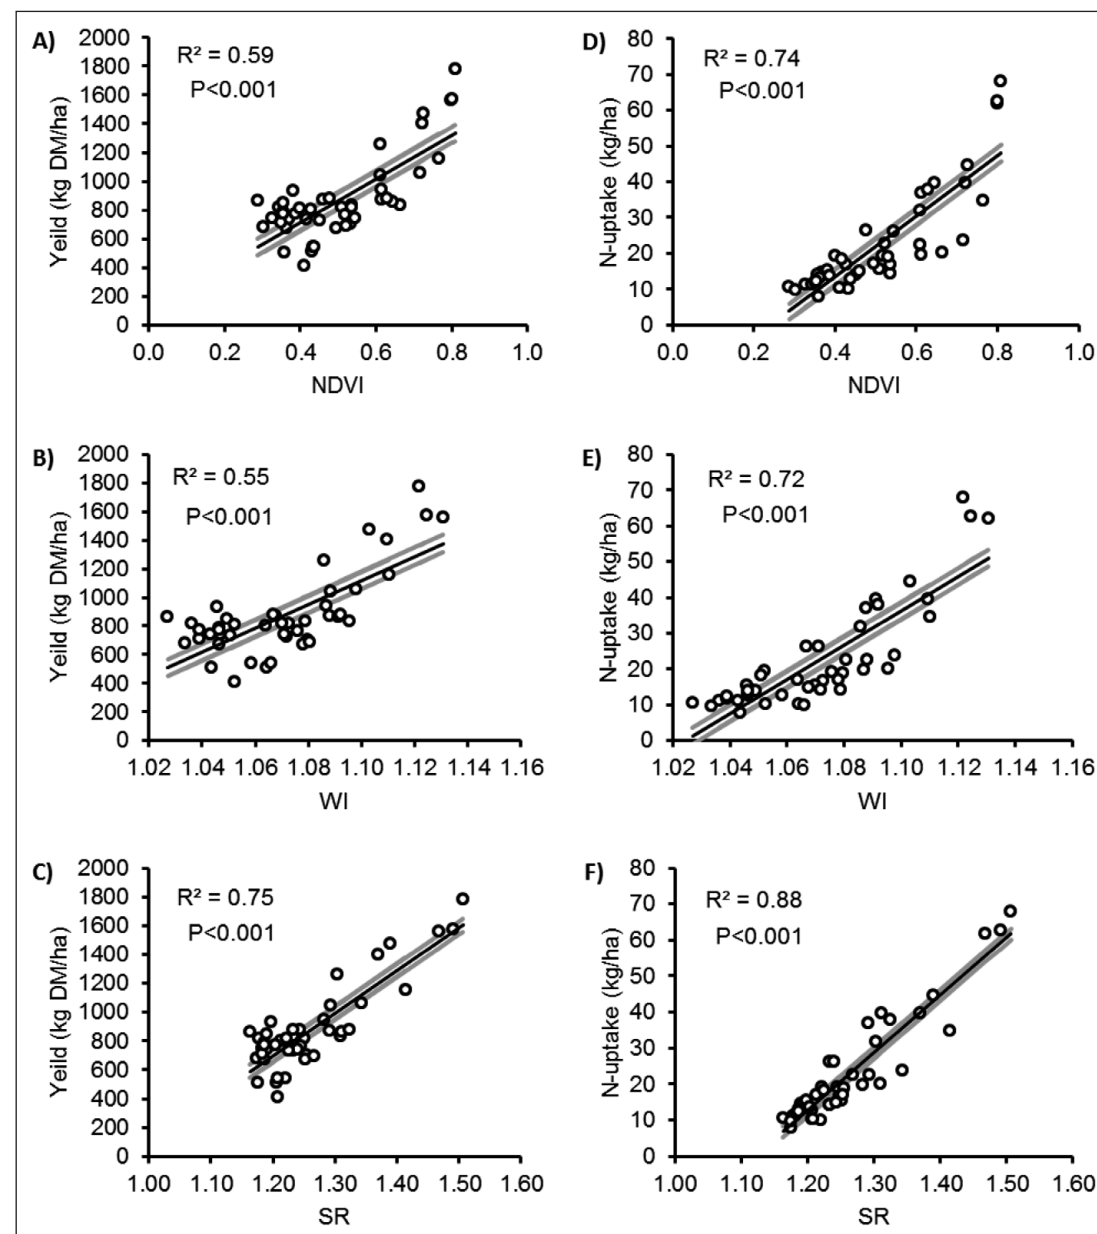 A)
R² = 0.59
P<0.001
Yeild (kg DM/ha)
2000
1800
1600
1400
1200
1000
800
600
400
200
0
0.0 0.2 0.4 0.6 0.8 1.0
NDVI
D)
R² = 0.74
P<0.001
N-uptake (kg/ha)
80
70
60
50
40
30
20
10
0
0.0 0.2 0.4 0.6 0.8 1.0
NDVI
B)
R² = 0.55
P<0.001
Yeild (kg DM/ha)
2000
1800
1600
1400
1200
1000
800
600
400
200
0
1.02 1.04 1.06 1.08 1.10 1.12 1.14 1.16
WI
E)
R² = 0.72
P<0.001
N-uptake (kg/ha)
80
70
60
50
40
30
20
10
0
1.02 1.04 1.06 1.08 1.10 1.12 1.14 1.16
WI
C)
R² = 0.75
P<0.001
Yeild (kg DM/ha)
2000
1800
1600
1400
1200
1000
800
600
400
200
0
1.00 1.10 1.20 1.30 1.40 1.50 1.60
SR
F)
R² = 0.88
P<0.001
N-uptake (kg/ha)
80
70
60
50
40
30
20
10
0
1.00 1.10 1.20 1.30 1.40 1.50 1.60
SR